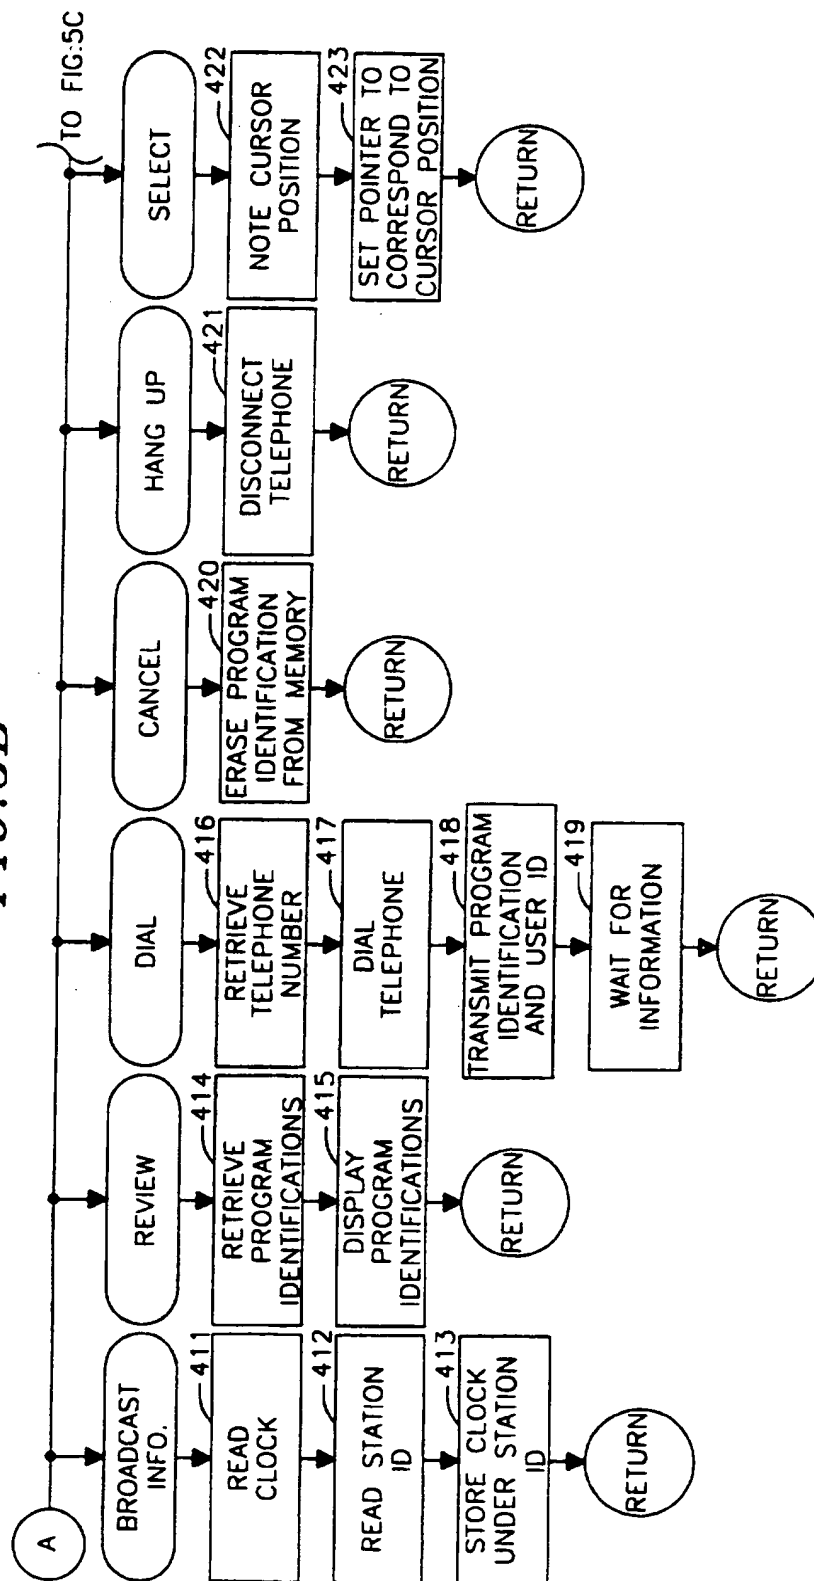 A
TO FIG:5C
BROADCAST
INFO.
411
READ
CLOCK
412
READ STATION
ID
413
STORE CLOCK
UNDER STATION
ID
RETURN
REVIEW
414
RETRIEVE
PROGRAM
IDENTIFICATIONS
415
DISPLAY
PROGRAM
IDENTIFICATIONS
RETURN
DIAL
416
RETRIEVE
TELEPHONE
NUMBER
417
DIAL
TELEPHONE
418
TRANSMIT PROGRAM
IDENTIFICATION
AND USER ID
419
WAIT FOR
INFORMATION
RETURN
CANCEL
420
ERASE PROGRAM
IDENTIFICATION
FROM MEMORY
RETURN
HANG UP
421
DISCONNECT
TELEPHONE
RETURN
SELECT
422
NOTE CURSOR
POSITION
423
SET POINTER TO
CORRESPOND TO
CURSOR POSITION
RETURN